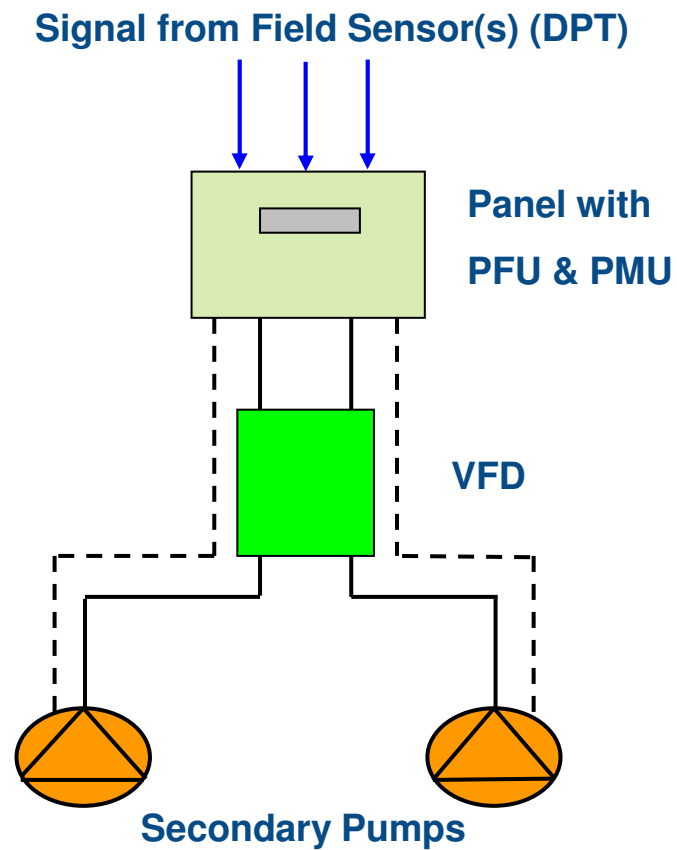 Signal from Field Sensor(s) (DPT)
Panel with
PFU & PMU
VFD
Secondary Pumps